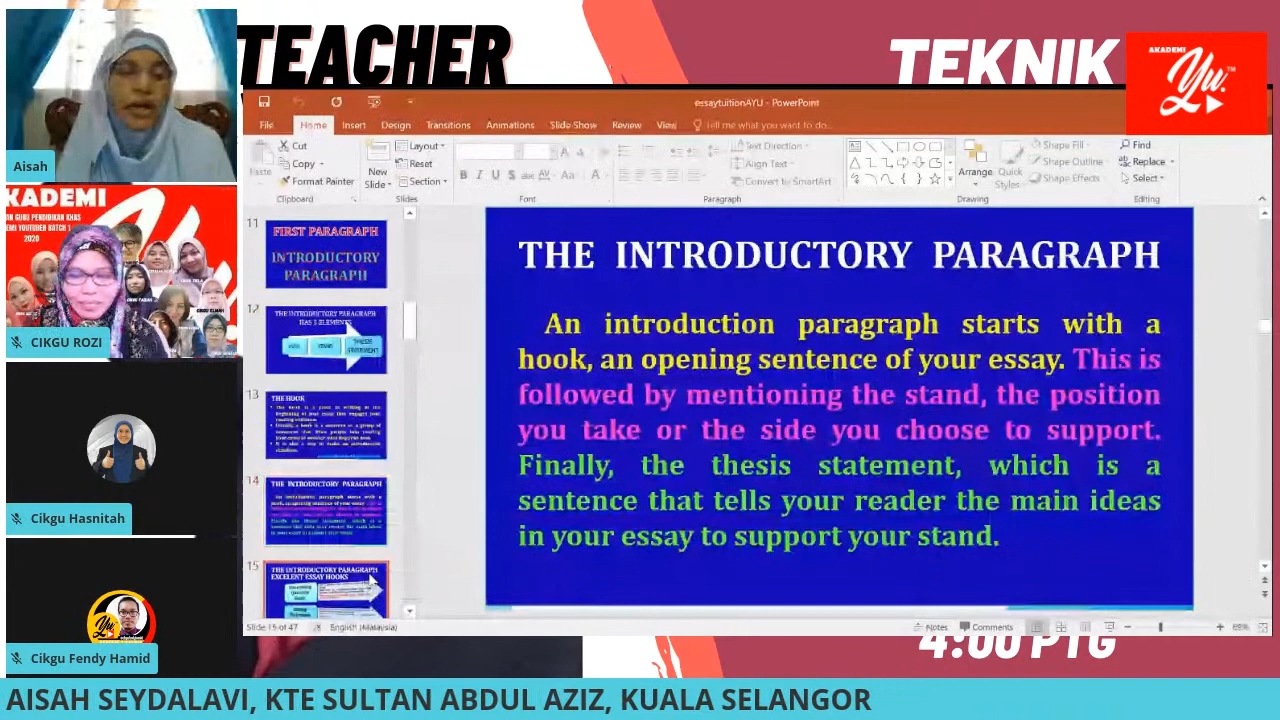 TEACHER
TEKNIK
AKADEMI
Yu.
TM
essaytuitionAYU - PowerPoint
File Home Insert Design Transitions Animations Slide Show Review View Tell me what you want to do...
Paste
Cut
Copy
Format Painter
Clipboard
New
Slide
Layout
Reset
Section
Slides
Font
Text Direction
Align Text
Convert to SmartArt
Paragraph
Arrange
Quick
Styles
Shape Fill
Shape Outline
Shape Effects
Drawing
Find
Replace
Select
Editing
Aisah
KADEMI
2020
CIKGU ROZI
Cikgu Hasnitah
Cikgu Fendy Hamid
11
FIRST PARAGRAPH
INTRODUCTORY
PARAGRAPH
12
THE INTRODUCTORY PARAGRAPH
HAS 3 ELEMENTS
THESIS
STATEMENT
13
THE HOOK
14
THE INTRODUCTORY PARAGRAPH
15
THE INTRODUCTORY PARAGRAPH
EXCELENT ESSAY HOOKS
THE INTRODUCTORY PARAGRAPH
An introduction paragraph starts with a
hook, an opening sentence of your essay. This is
followed by mentioning the stand, the position
you take or the side you choose to support.
Finally, the thesis statement, which is a
sentence that tells your reader the main ideas
in your essay to support your stand.
Slide 15 of 47 English (Malaysia)
Notes Comments
4:00 PTG
AISAH SEYDALAVI, KTE SULTAN ABDUL AZIZ, KUALA SELANGOR